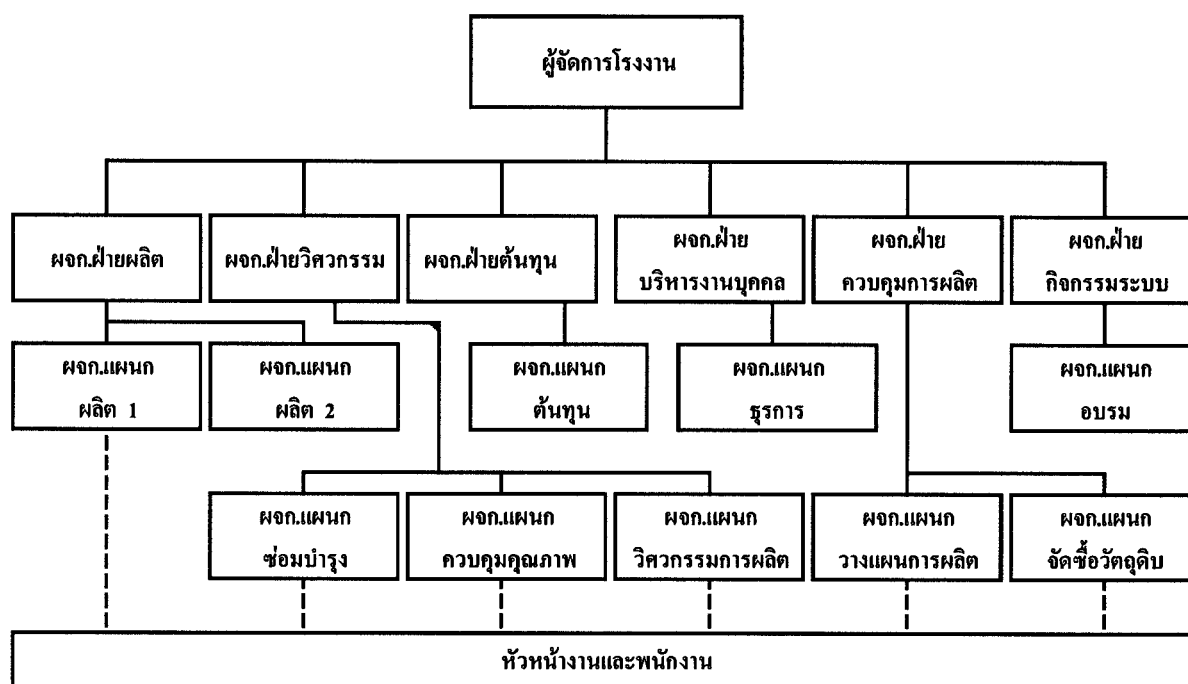 ผู้จัดการโรงงาน
ผจก.ฝ่ายผลิต
ผจก.ฝ่ายวิศวกรรม
ผจก.ฝ่ายต้นทุน
ผจก.ฝ่าย
บริหารงานบุคคล
ผจก.ฝ่าย
ควบคุมการผลิต
ผจก.ฝ่าย
กิจกรรมระบบ
ผจก.แผนก
ผลิต 1
ผจก.แผนก
ผลิต 2
ผจก.แผนก
ต้นทุน
ผจก.แผนก
ธุรการ
ผจก.แผนก
อบรม
ผจก.แผนก
ซ่อมบำรุง
ผจก.แผนก
ควบคุมคุณภาพ
ผจก.แผนก
วิศวกรรมการผลิต
ผจก.แผนก
วางแผนการผลิต
ผจก.แผนก
จัดซื้อวัตถุดิบ
หัวหน้างานและพนักงาน